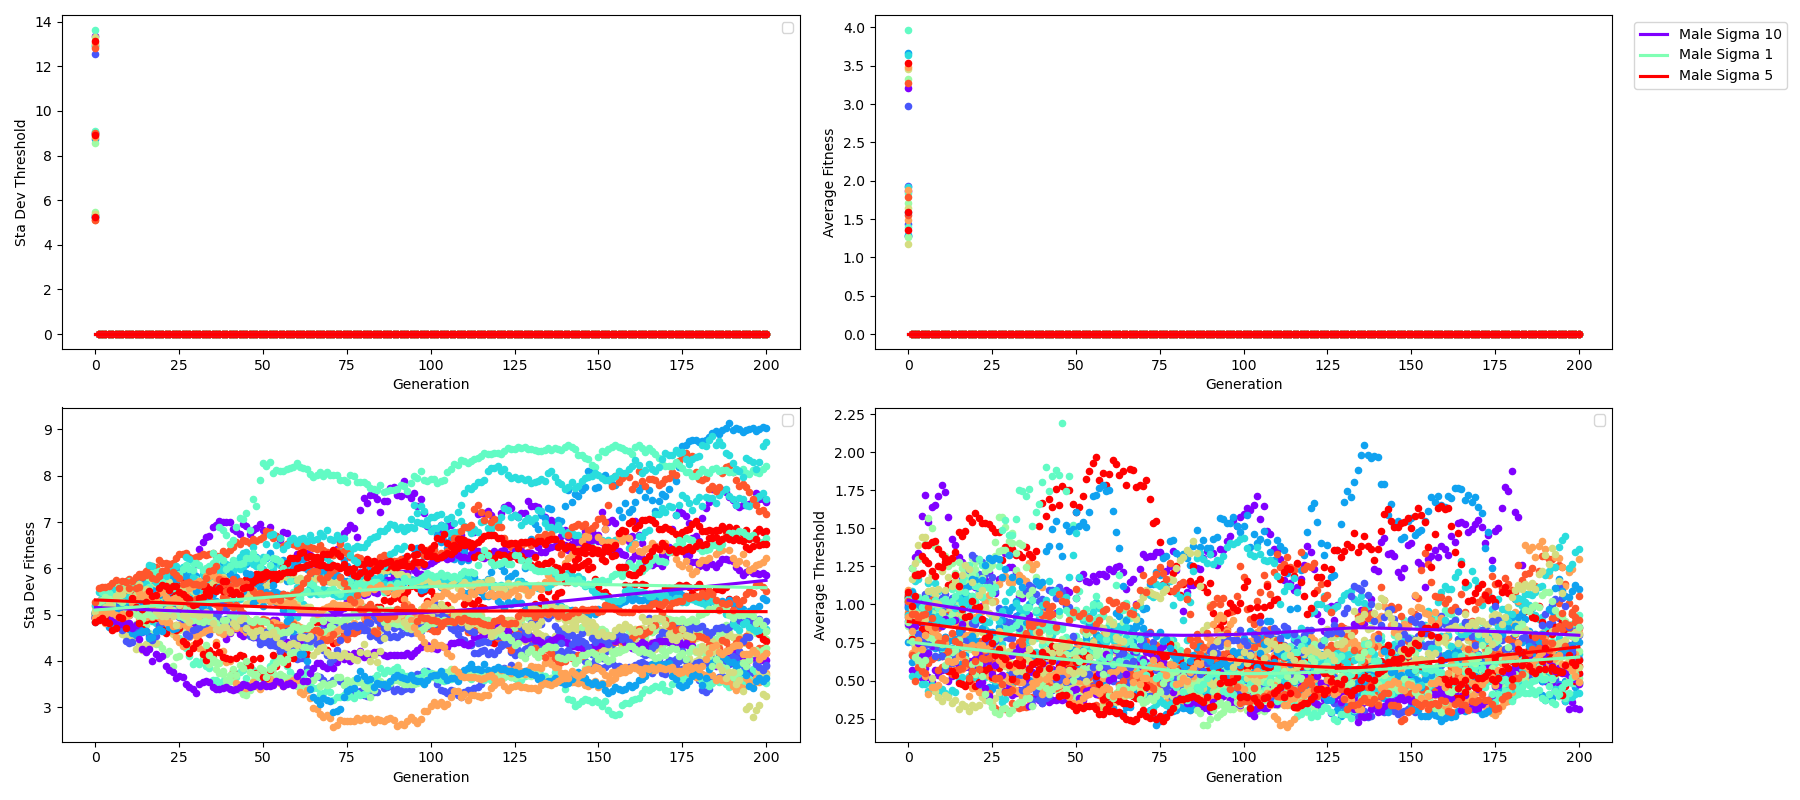 14
12
10
8
6
4
2
0
Sta Dev Threshold
0 25 50 75 100 125 150 175 200
Generation
4.0
3.5
3.0
2.5
2.0
1.5
1.0
0.5
0.0
Average Fitness
0 25 50 75 100 125 150 175 200
Generation
Male Sigma 10
Male Sigma 1
Male Sigma 5
9
8
7
6
5
4
3
Sta Dev Fitness
0 25 50 75 100 125 150 175 200
Generation
2.25
2.00
1.75
1.50
1.25
1.00
0.75
0.50
0.25
Average Threshold
0 25 50 75 100 125 150 175 200
Generation